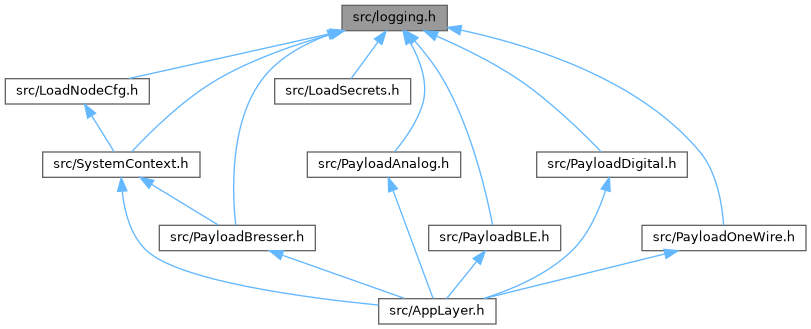 src/logging.h
src/LoadNodeCfg.h
src/LoadSecrets.h
src/SystemContext.h
src/PayloadAnalog.h
src/PayloadDigital.h
src/PayloadBresser.h
src/PayloadBLE.h
src/PayloadOneWire.h
src/AppLayer.h